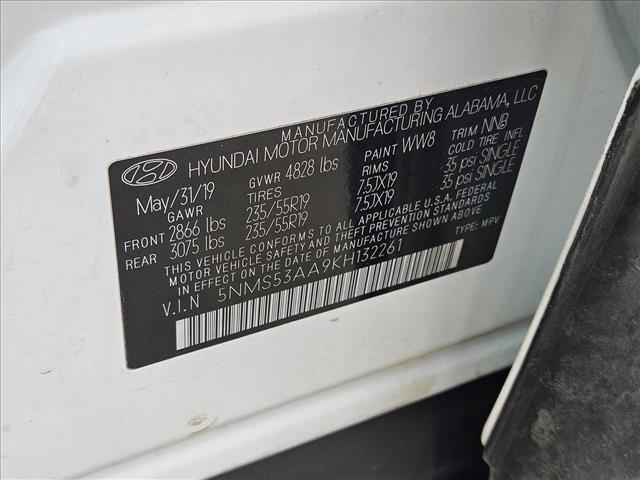 MANUFACTURED BY
HYUNDAI MOTOR MANUFACTURING ALABAMA, LLC
May/31/19 GVWR 4828 lbs PAINT WW8 TRIM NNB
GAWR TIRES RIMS COLD TIRE INFL
FRONT 2866 lbs 235/55R19 7.5JX19 35 psi SINGLE
REAR 3075 lbs 235/55R19 7.5JX19 35 psi SINGLE
THIS VEHICLE CONFORMS TO ALL APPLICABLE U.S.A. FEDERAL
MOTOR VEHICLE SAFETY AND THEFT PREVENTION STANDARDS
IN EFFECT ON THE DATE OF MANUFACTURE SHOWN ABOVE.
V.I.N 5NMS53AA9KH132261 TYPE: MPV